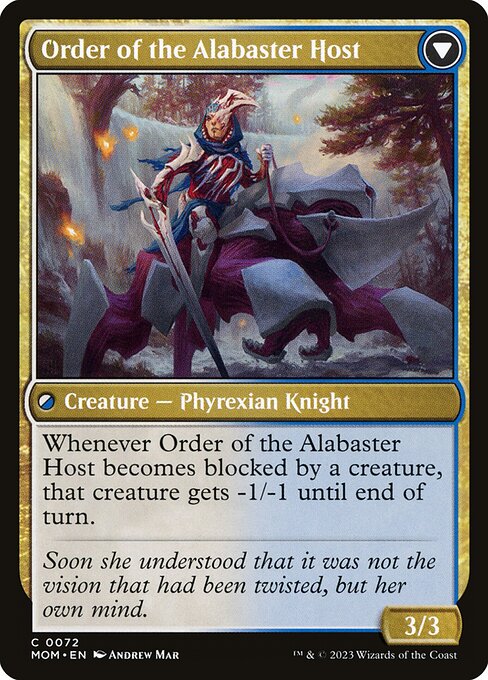 Order of the Alabaster Host
Creature — Phyrexian Knight
Whenever Order of the Alabaster
Host becomes blocked by a creature,
that creature gets -1/-1 until end of
turn.
Soon she understood that it was not the
vision that had been twisted, but her
own mind.
3/3
C 0072
MOM • EN Andrew Mar
™ & © 2023 Wizards of the Coast